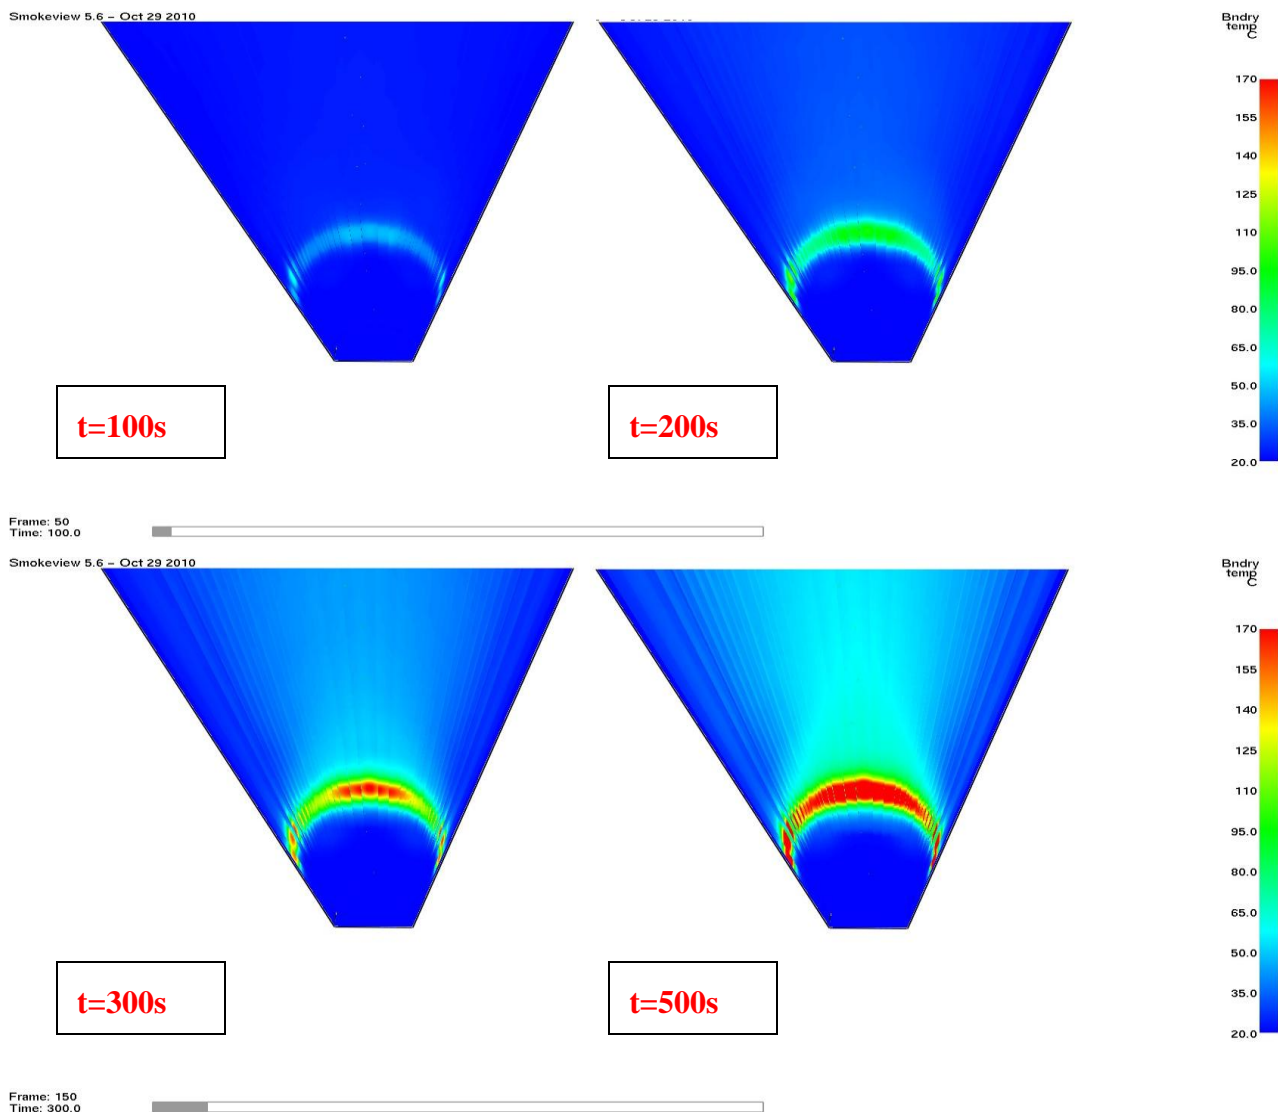 Smokeview 5.6 – Oct 29 2010
Bndry
temp
C
170
155
140
125
110
95.0
80.0
65.0
50.0
35.0
20.0
t=100s
t=200s
Frame: 50
Time: 100.0
Smokeview 5.6 – Oct 29 2010
Bndry
temp
C
170
155
140
125
110
95.0
80.0
65.0
50.0
35.0
20.0
t=300s
t=500s
Frame: 150
Time: 300.0